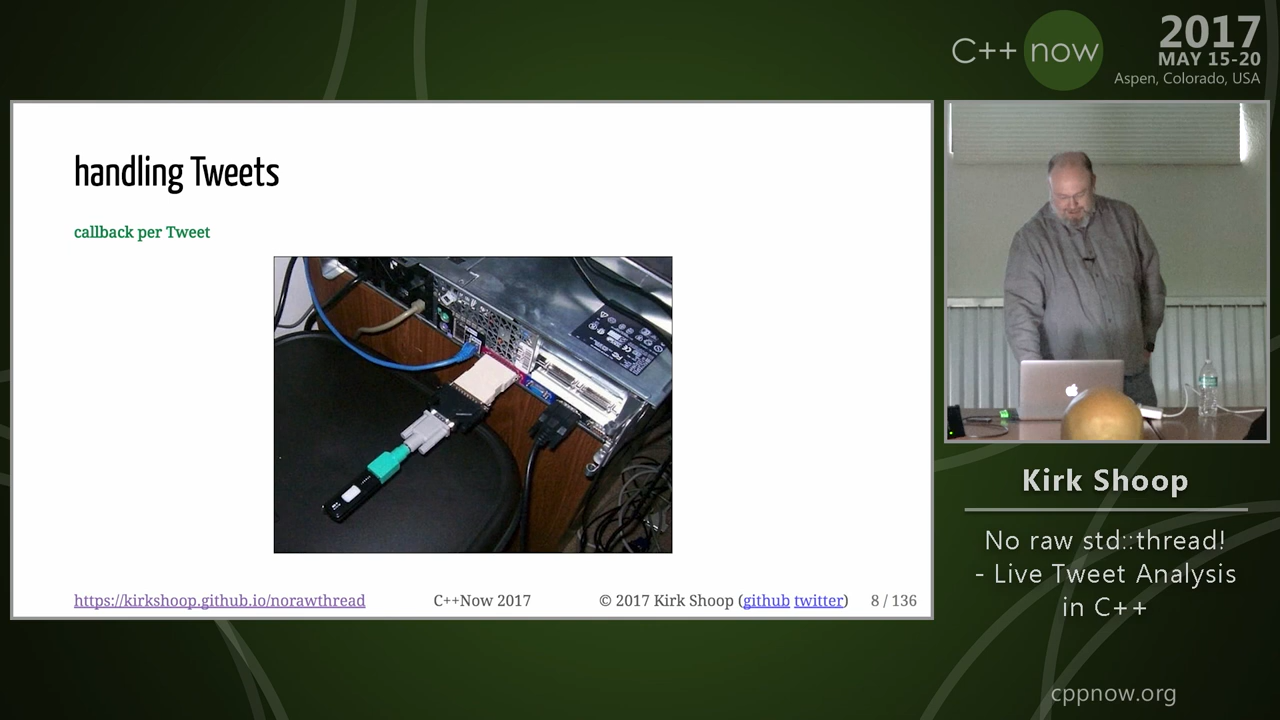 C++ now
2017
MAY 15-20
Aspen, Colorado, USA
handling Tweets
callback per Tweet
https://kirkshoop.github.io/norawthread
C++Now 2017
© 2017 Kirk Shoop (github twitter)
8 / 136
Kirk Shoop
No raw std::thread!
- Live Tweet Analysis
in C++
cppnow.org